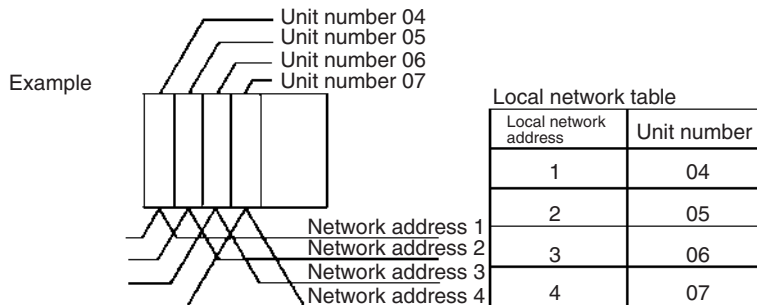 Unit number 04
Unit number 05
Unit number 06
Unit number 07
Example
Network address 1
Network address 2
Network address 3
Network address 4
Local network table
Local network address
Unit number
1 04
2 05
3 06
4 07